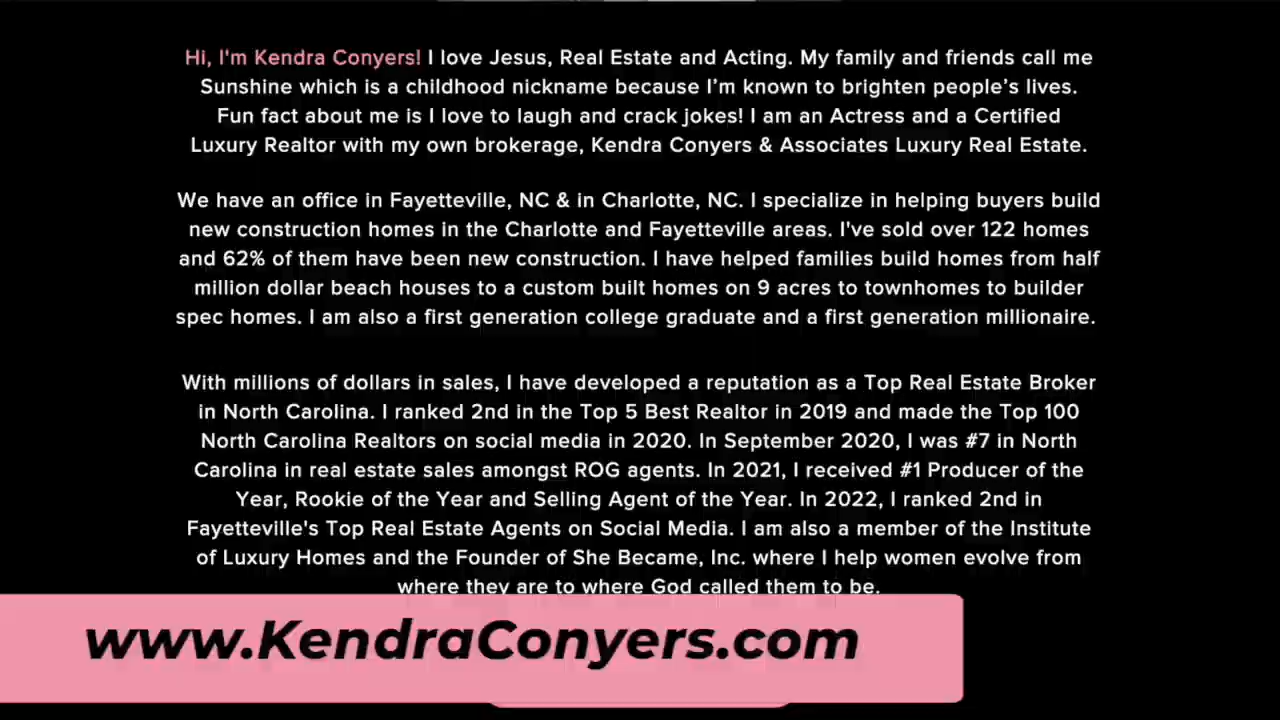 Hi, I'm Kendra Conyers! I love Jesus, Real Estate and Acting. My family and friends call me
Sunshine which is a childhood nickname because I’m known to brighten people’s lives.
Fun fact about me is I love to laugh and crack jokes! I am an Actress and a Certified
Luxury Realtor with my own brokerage, Kendra Conyers & Associates Luxury Real Estate.
We have an office in Fayetteville, NC & in Charlotte, NC. I specialize in helping buyers build
new construction homes in the Charlotte and Fayetteville areas. I've sold over 122 homes
and 62% of them have been new construction. I have helped families build homes from half
million dollar beach houses to a custom built homes on 9 acres to townhomes to builder
spec homes. I am also a first generation college graduate and a first generation millionaire.
With millions of dollars in sales, I have developed a reputation as a Top Real Estate Broker
in North Carolina. I ranked 2nd in the Top 5 Best Realtor in 2019 and made the Top 100
North Carolina Realtors on social media in 2020. In September 2020, I was #7 in North
Carolina in real estate sales amongst ROG agents. In 2021, I received #1 Producer of the
Year, Rookie of the Year and Selling Agent of the Year. In 2022, I ranked 2nd in
Fayetteville's Top Real Estate Agents on Social Media. I am also a member of the Institute
of Luxury Homes and the Founder of She Became, Inc. where I help women evolve from
where they are to where God called them to be.
www.KendraConyers.com